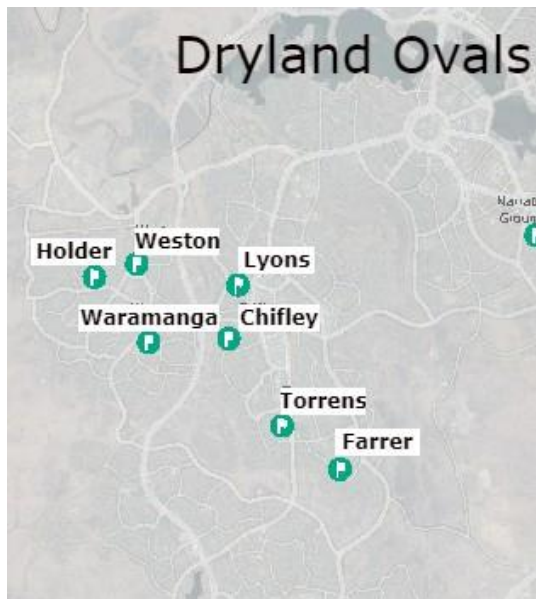 Dryland Ovals
Holder
Weston
Lyons
Waramanga
Chifley
Torrens
Farrer